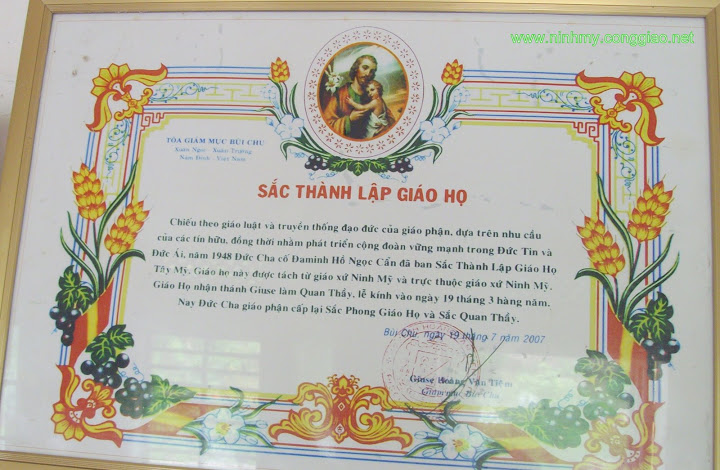 www.ninhmy.conggiao.net
TÒA GIÁM MỤC BÙI CHU
Xuân Ngọc - Xuân Trường
Nam Định - Việt Nam
SẮC THÀNH LẬP GIÁO HỌ
Chiếu theo giáo luật và truyền thống đạo đức của giáo phận, dựa trên nhu cầu
của các tín hữu, đồng thời nhằm phát triển cộng đoàn vững mạnh trong Đức Tin và
Đức Ái, năm 1948 Đức Cha cố Đaminh Hồ Ngọc Cẩn đã ban Sắc Thành Lập Giáo Họ
Tây Mỹ. Giáo họ này được tách từ giáo xứ Ninh Mỹ và trực thuộc giáo xứ Ninh Mỹ.
Giáo Họ nhận thánh Giuse làm Quan Thầy, lễ kính vào ngày 19 tháng 3 hàng năm.
Nay Đức Cha giáo phận cấp lại Sắc Phong Giáo Họ và Sắc Quan Thầy.
Bùi Chu, ngày 19 tháng 7 năm 2007
Giuse Hoàng Văn Tiệm
Giám mục Bùi Chu